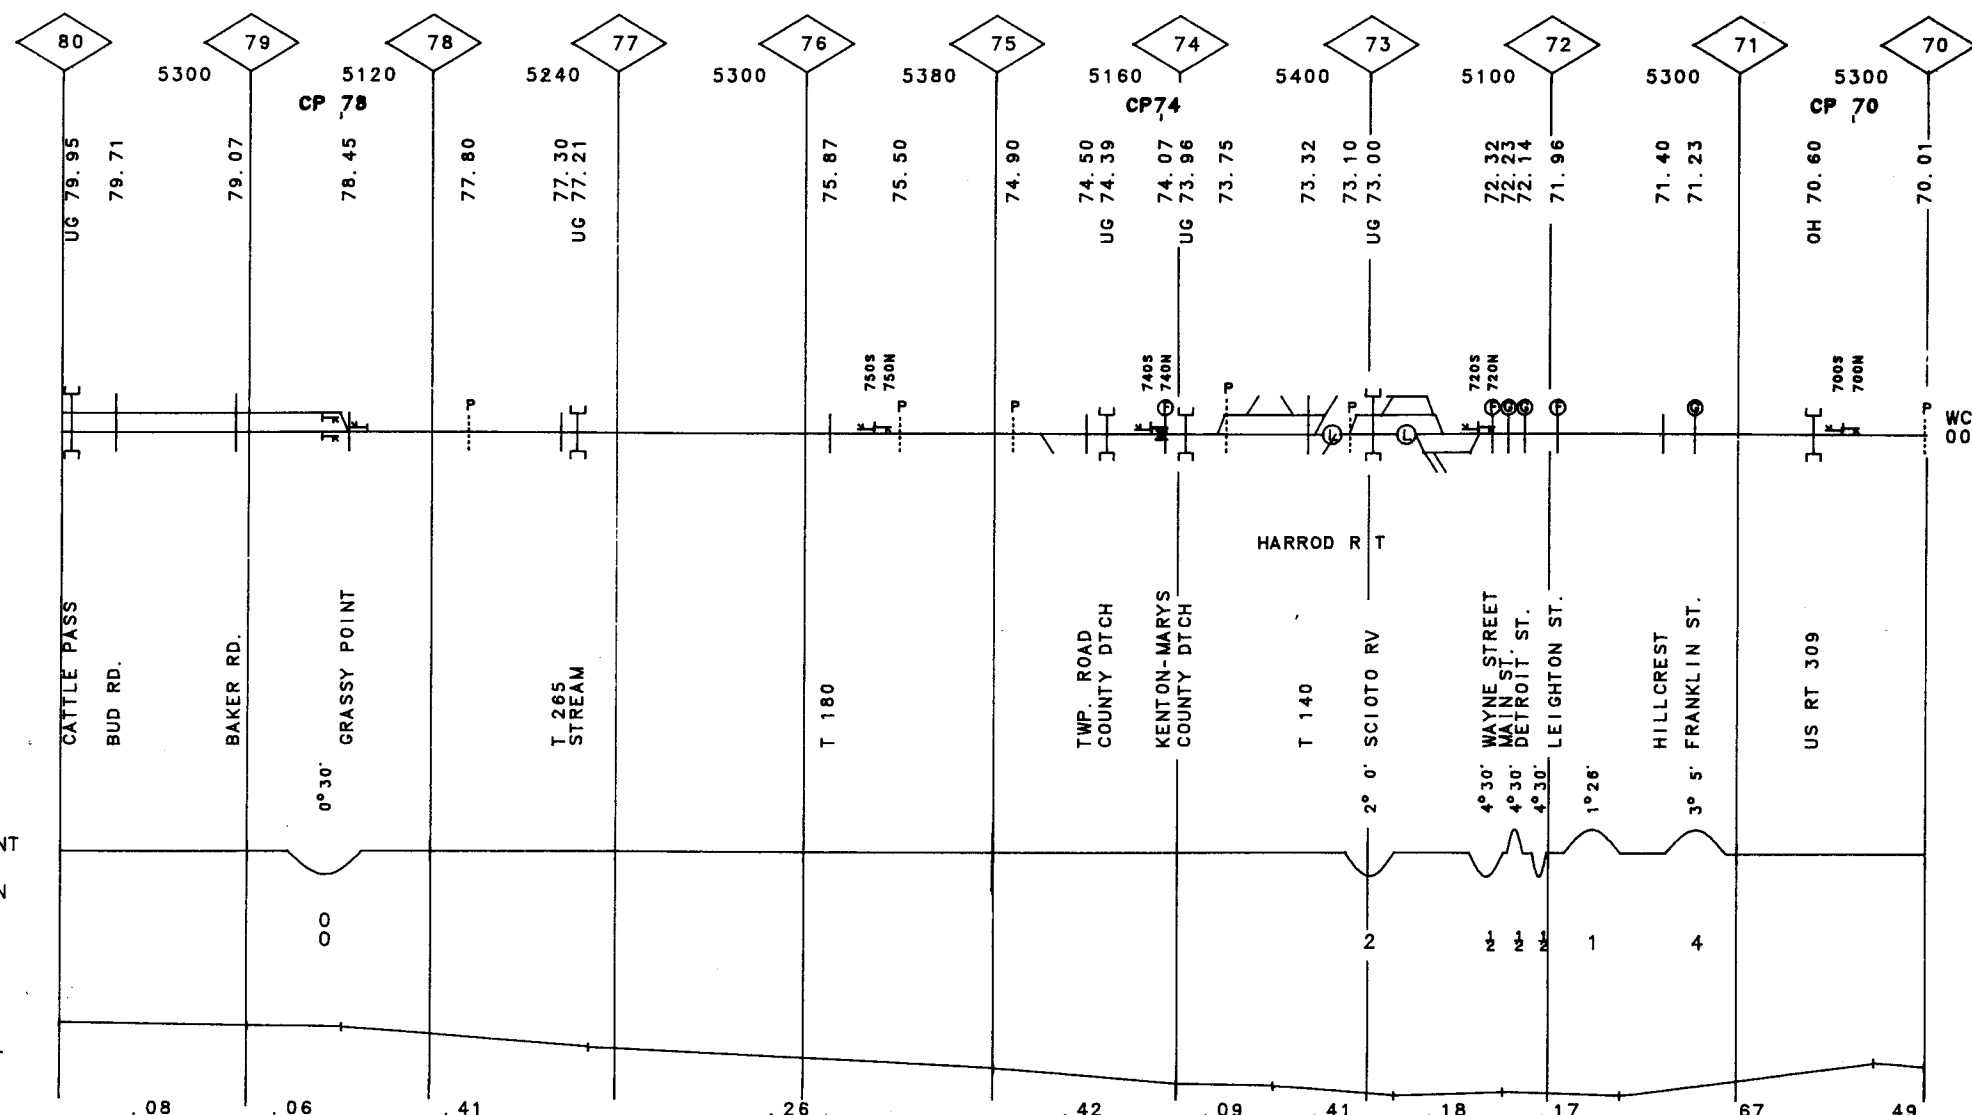 80 79 78 77 76 75 74 73 72 71 70
5300 5120 5240 5300 5380 5160 5400 5100 5300 5300
CP 78 CP74 CP 70
UG 79.95
79.71
79.07
78.45
77.80
77.30
UG 77.21
75.87
75.50
74.90
74.50
UG 74.39
74.07
UG 73.96
73.75
73.32
73.10
UG 73.00
72.32
72.23
72.14
71.96
71.40
71.23
OH 70.60
70.01
750S
750N
740S
740N
720S
720N
700S
700N
P P P P P P
F F G G F G
L L
WC
00
HARROD R T
CATTLE PASS
BUD RD.
BAKER RD.
GRASSY POINT
T 265
STREAM
T 180
TWP. ROAD
COUNTY DTCH
KENTON-MARYS
COUNTY DTCH
T 140
SCIOTO RV
WAYNE STREET
MAIN ST.
DETROIT ST.
LEIGHTON ST.
HILLCREST
FRANKLIN ST.
US RT 309
0°30'
2° 0'
4°30'
4°30'
4°30'
1°26'
3° 5'
NT
N
0
0
2 ½ ½ ½ 1 4
.08 .06 .41 .26 .42 .09 .41 .18 .17 .67 .49